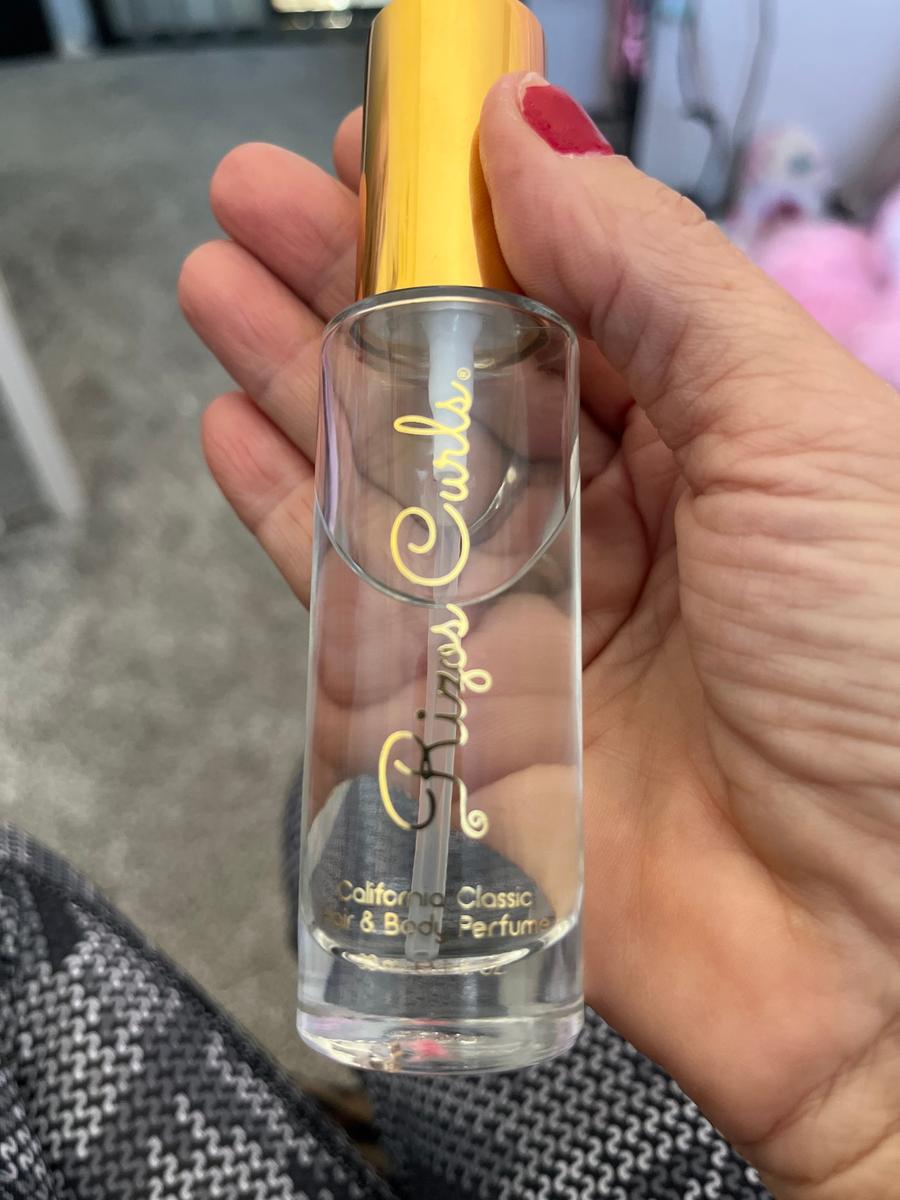 Rizos Curls®
California Classic
Hair & Body Perfume